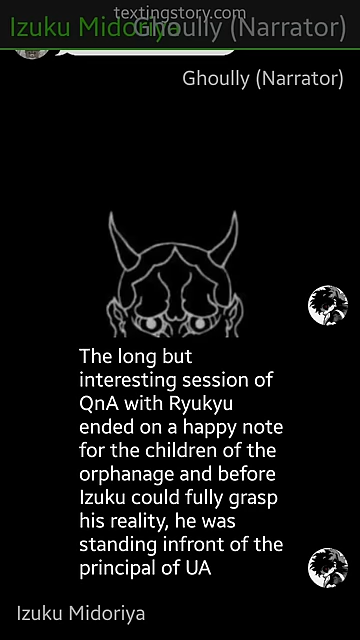 textingstory.com
Izuku Midoriya Ghoully (Narrator)
Ghoully (Narrator)
The long but
interesting session of
QnA with Ryukyu
ended on a happy note
for the children of the
orphanage and before
Izuku could fully grasp
his reality, he was
standing infront of the
principal of UA
Izuku Midoriya